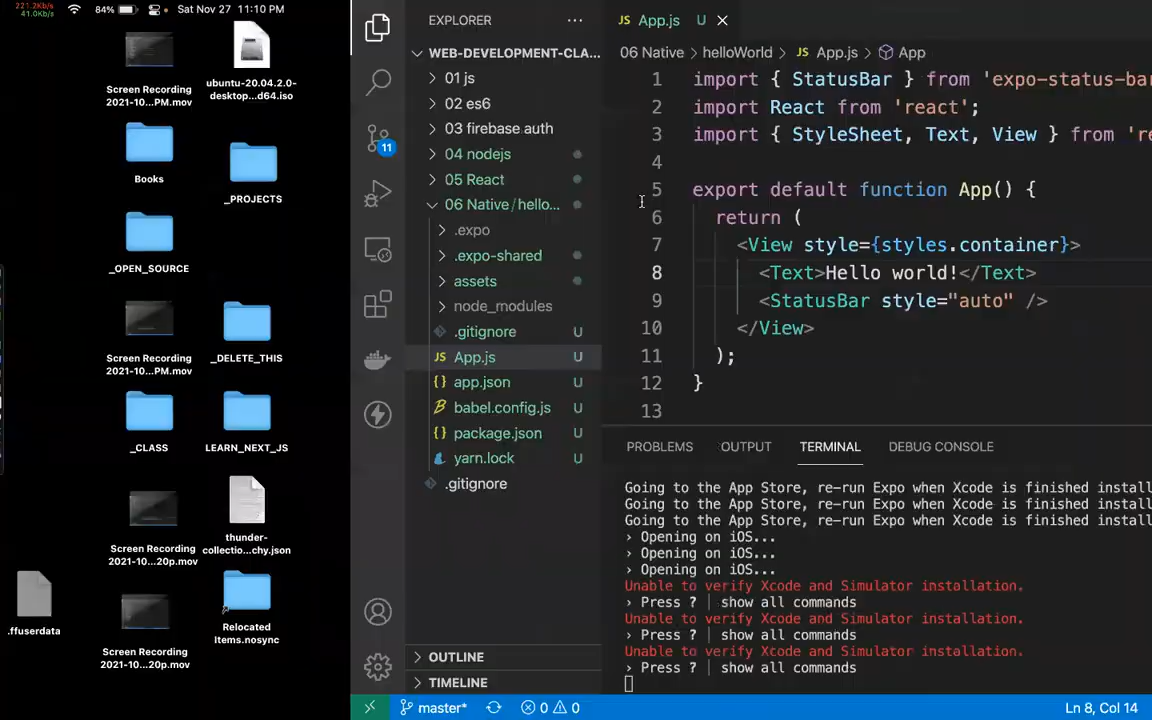 221.2Kb/s
41.0Kb/s
84%
Sat Nov 27 11:10 PM
Screen Recording
2021-10...PM.mov
ubuntu-20.04.2.0-
desktop...d64.iso
Books
_PROJECTS
_OPEN_SOURCE
Screen Recording
2021-10...PM.mov
_DELETE_THIS
_CLASS
LEARN_NEXT_JS
Screen Recording
2021-10...20p.mov
thunder-
collectio...chy.json
.ffuserdata
Screen Recording
2021-10...20p.mov
Relocated
Items.nosync
11
EXPLORER
WEB-DEVELOPMENT-CLA...
01 js
02 es6
03 firebase auth
04 nodejs
05 React
06 Native/hello...
.expo
.expo-shared
assets
node_modules
.gitignore U
JS App.js U
{} app.json U
babel.config.js U
{} package.json U
yarn.lock U
.gitignore
OUTLINE
TIMELINE
JS App.js U
06 Native > helloWorld > JS App.js > App
1 import { StatusBar } from 'expo-status-bar
2 import React from 'react';
3 import { StyleSheet, Text, View } from 're
4
5 export default function App() {
6 return (
7 <View style={styles.container}>
8 <Text>Hello world!</Text>
9 <StatusBar style="auto" />
10 </View>
11 );
12 }
13
PROBLEMS OUTPUT TERMINAL DEBUG CONSOLE
Going to the App Store, re-run Expo when Xcode is finished install
Going to the App Store, re-run Expo when Xcode is finished install
Going to the App Store, re-run Expo when Xcode is finished install
› Opening on iOS...
› Opening on iOS...
› Opening on iOS...
Unable to verify Xcode and Simulator installation.
› Press ? | show all commands
Unable to verify Xcode and Simulator installation.
› Press ? | show all commands
Unable to verify Xcode and Simulator installation.
› Press ? | show all commands
master* 0 0
Ln 8, Col 14